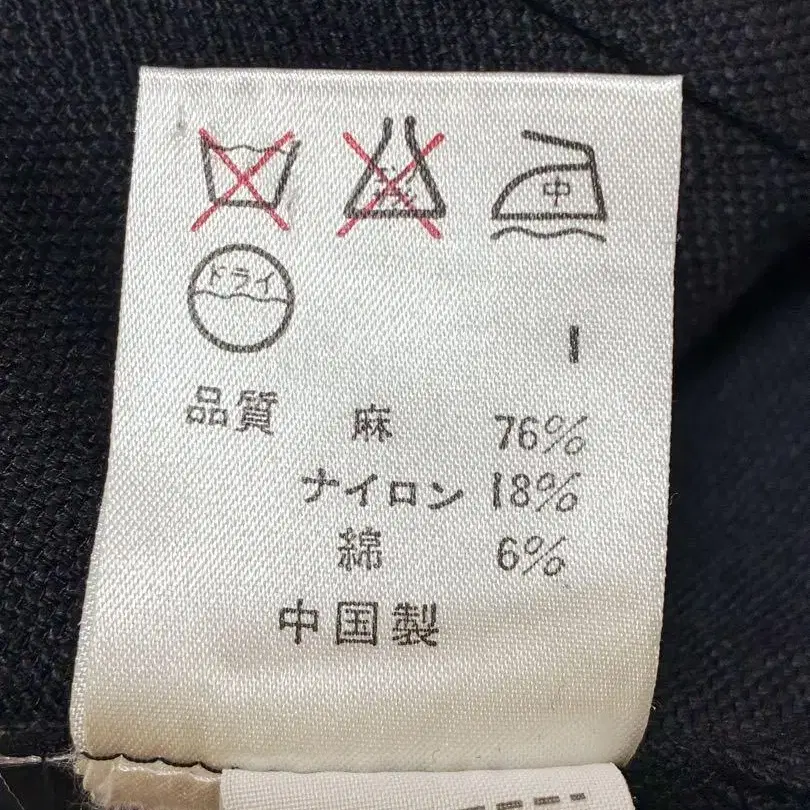 中
ドライ
1
品質 麻 76%
ナイロン 18%
綿 6%
中国製